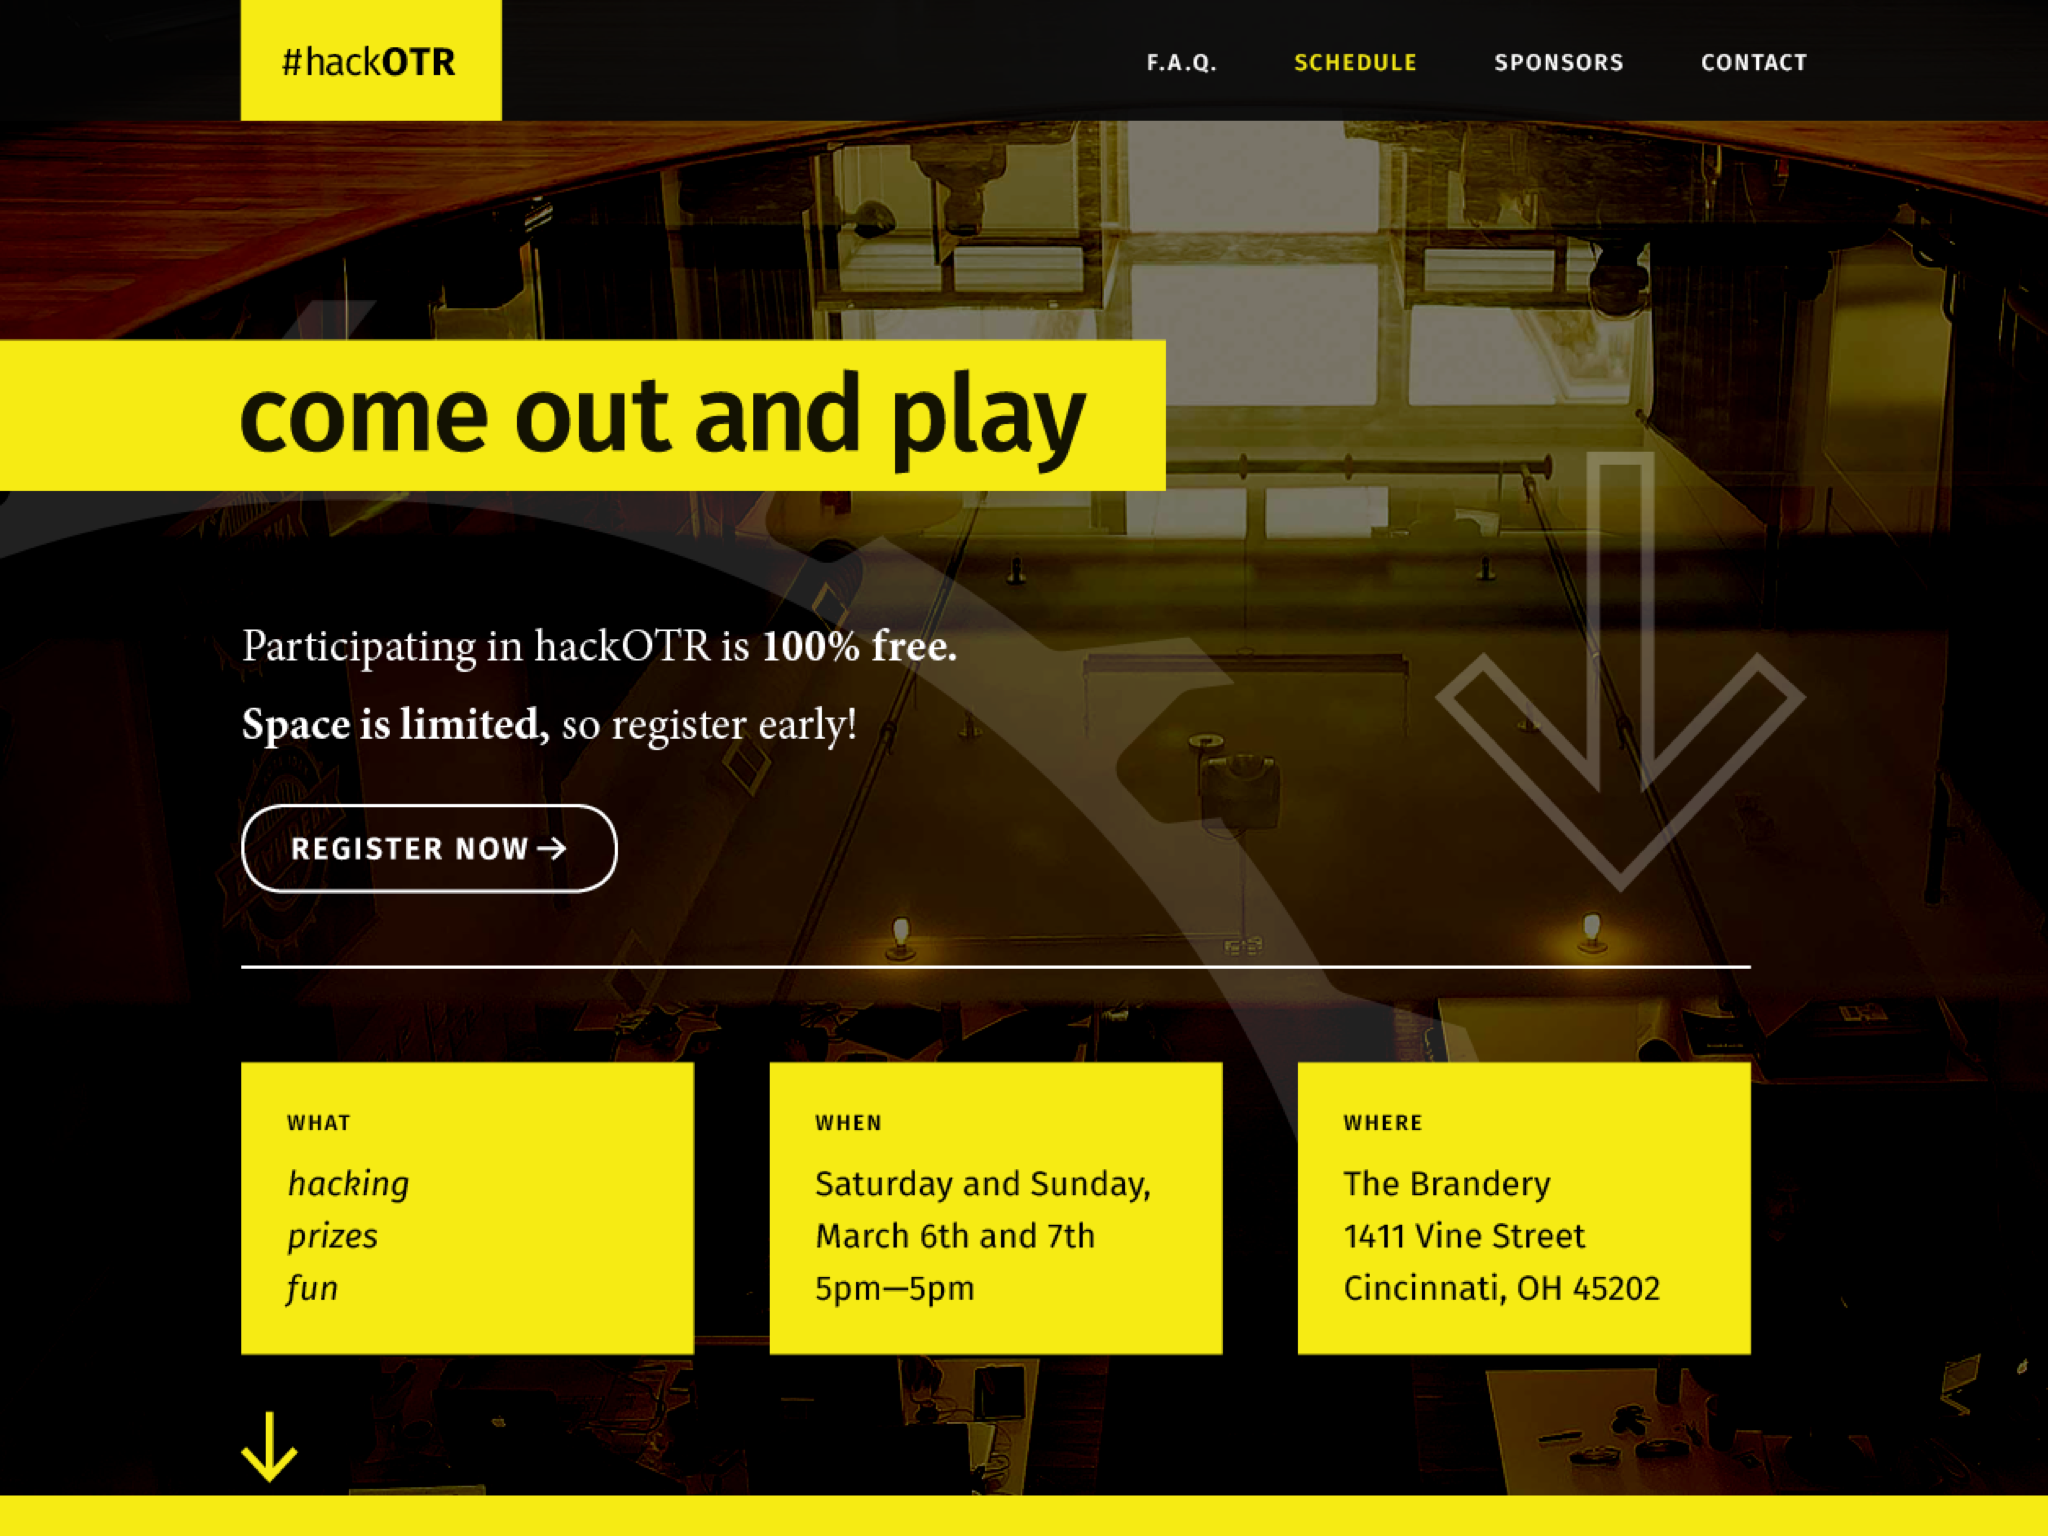 #hackOTR
F.A.Q. SCHEDULE SPONSORS CONTACT
come out and play
Participating in hackOTR is 100% free.
Space is limited, so register early!
REGISTER NOW→
WHAT
hacking
prizes
fun
WHEN
Saturday and Sunday,
March 6th and 7th
5pm—5pm
WHERE
The Brandery
1411 Vine Street
Cincinnati, OH 45202